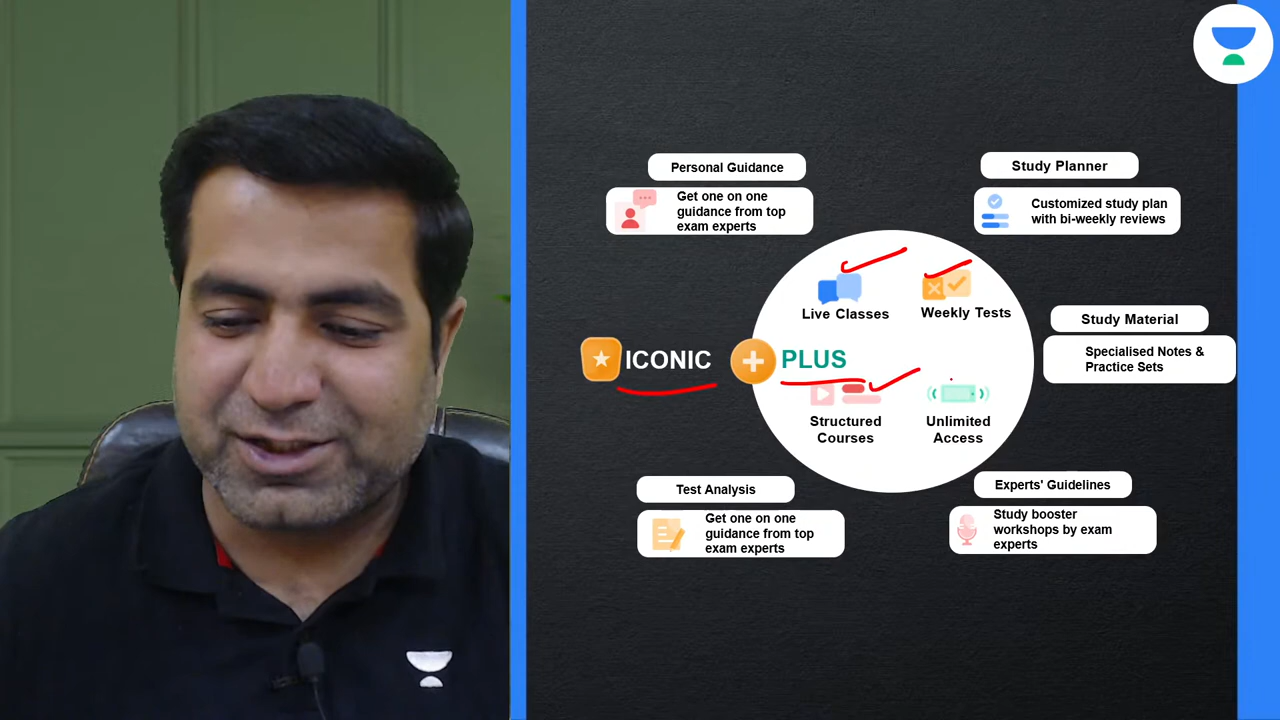 Personal Guidance
Get one on one
guidance from top
exam experts
Study Planner
Customized study plan
with bi-weekly reviews
Live Classes
Weekly Tests
ICONIC
PLUS
Study Material
Specialised Notes &
Practice Sets
Structured
Courses
Unlimited
Access
Test Analysis
Get one on one
guidance from top
exam experts
Experts' Guidelines
Study booster
workshops by exam
experts